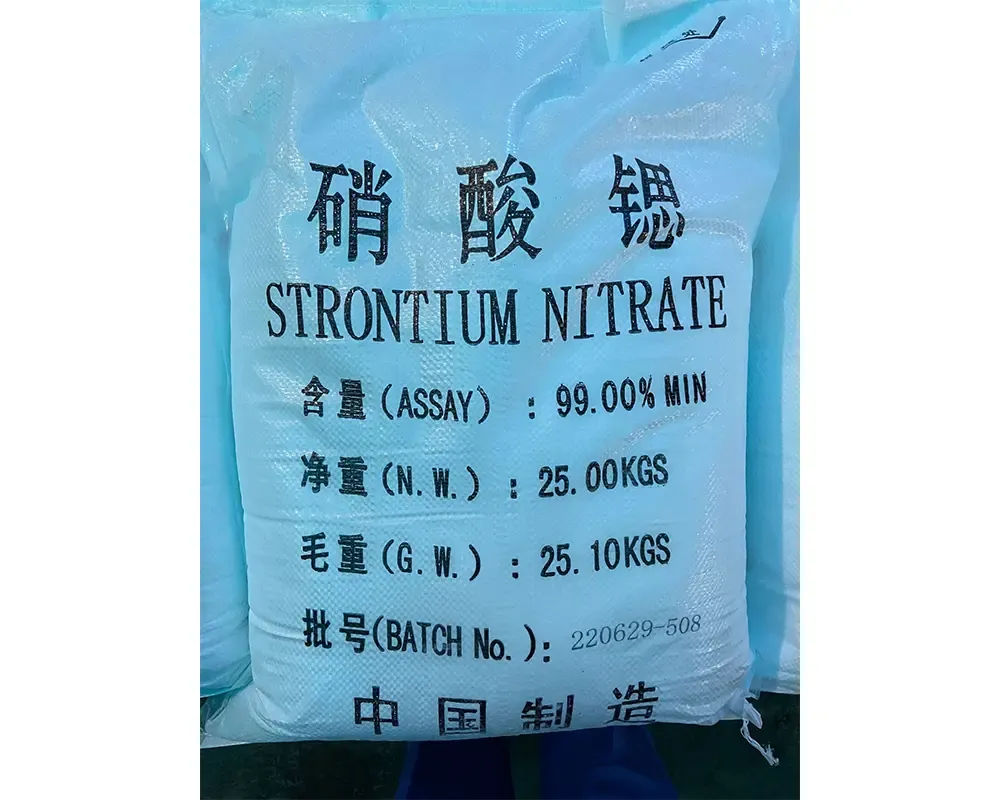 硝酸锶
STRONTIUM NITRATE
含量(ASSAY) : 99.00% MIN
净重(N.W.) : 25.00KGS
毛重(G.W.) : 25.10KGS
批号(BATCH No.): 220629-508
中国制造